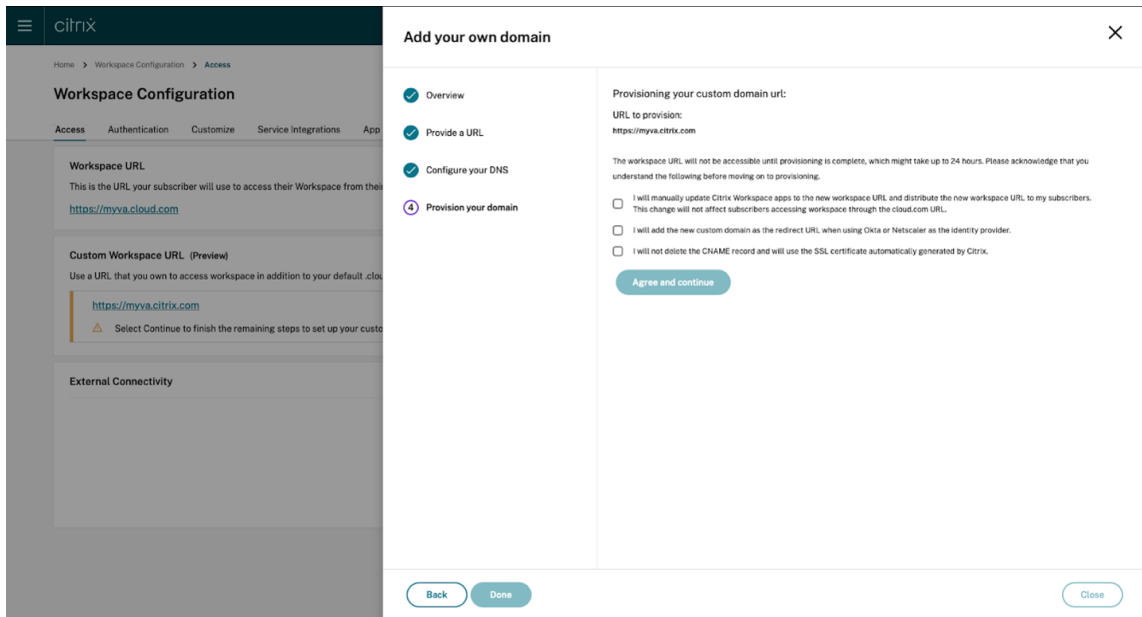 citrix
Home > Workspace Configuration > Access
Workspace Configuration
Access Authentication Customize Service Integrations App
Workspace URL
This is the URL your subscriber will use to access their Workspace from thei
https://myva.cloud.com
Custom Workspace URL (Preview)
Use a URL that you own to access workspace in addition to your default .clou
https://myva.citrix.com
Select Continue to finish the remaining steps to set up your custo
External Connectivity
Add your own domain
Overview
Provide a URL
Configure your DNS
4 Provision your domain
Provisioning your custom domain url:
URL to provision:
https://myva.citrix.com
The workspace URL will not be accessible until provisioning is complete, which might take up to 24 hours. Please acknowledge that you
understand the following before moving on to provisioning.
I will manually update Citrix Workspace apps to the new workspace URL and distribute the new workspace URL to my subscribers.
This change will not affect subscribers accessing workspace through the cloud.com URL.
I will add the new custom domain as the redirect URL when using Okta or Netscaler as the identity provider.
I will not delete the CNAME record and will use the SSL certificate automatically generated by Citrix.
Agree and continue
Back Done Close